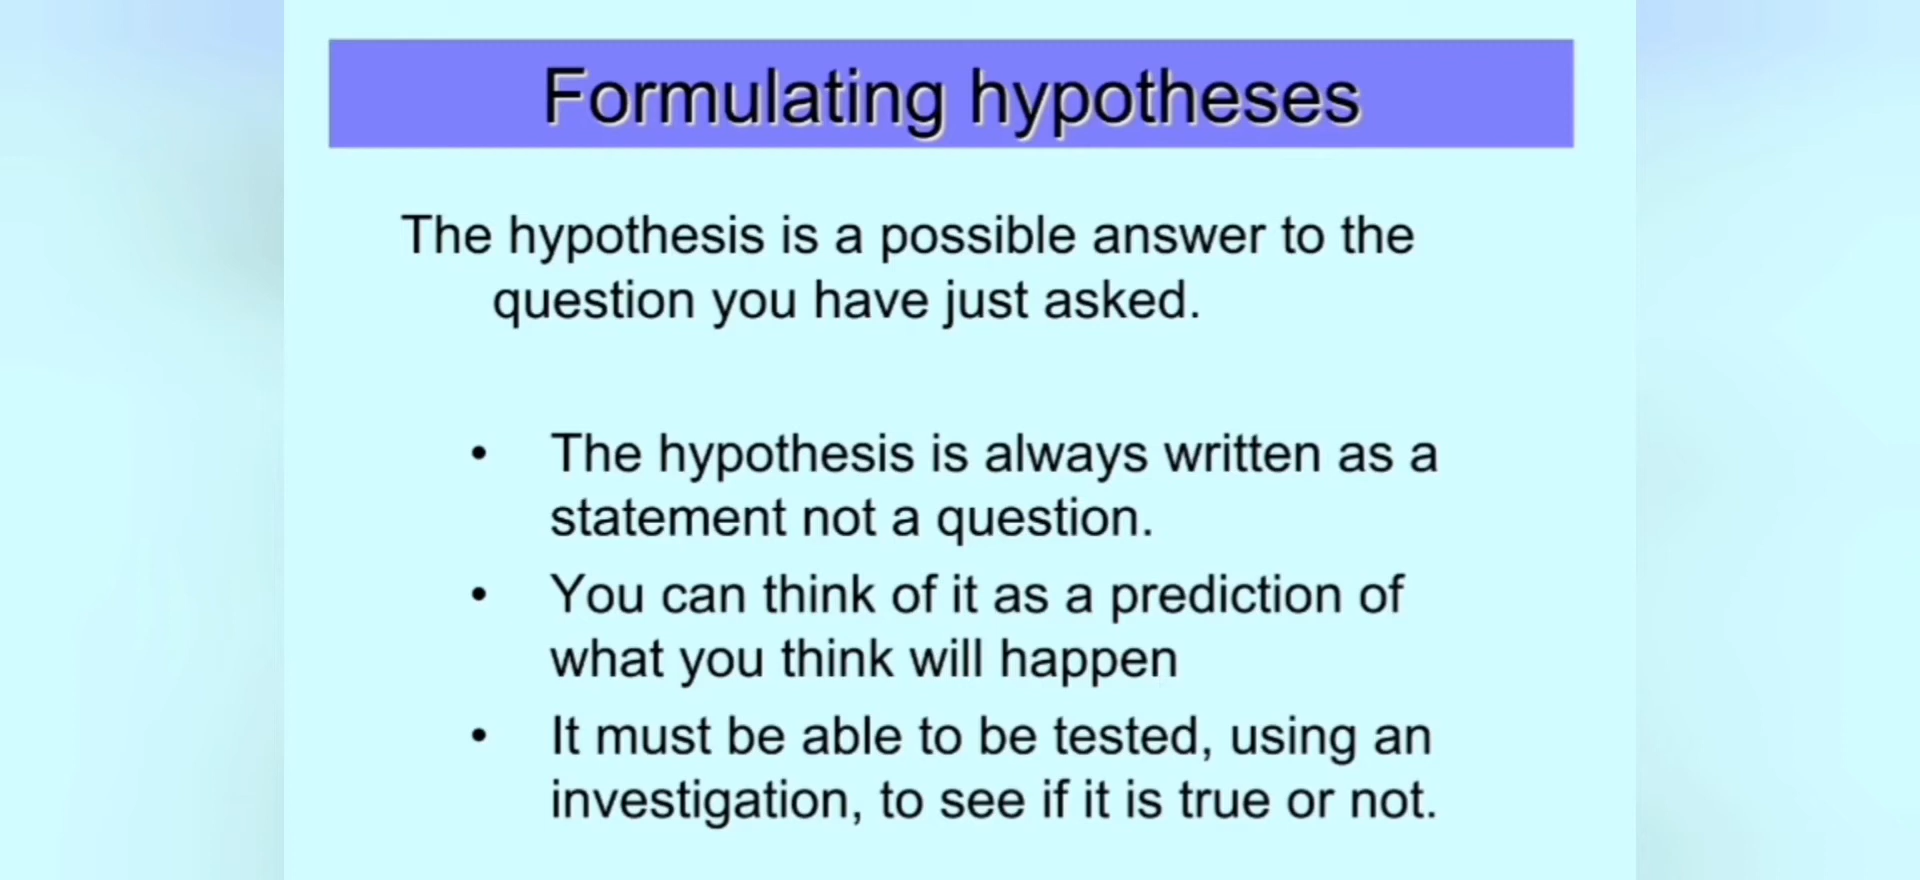 Formulating hypotheses
The hypothesis is a possible answer to the
question you have just asked.
• The hypothesis is always written as a
statement not a question.
• You can think of it as a prediction of
what you think will happen
• It must be able to be tested, using an
investigation, to see if it is true or not.